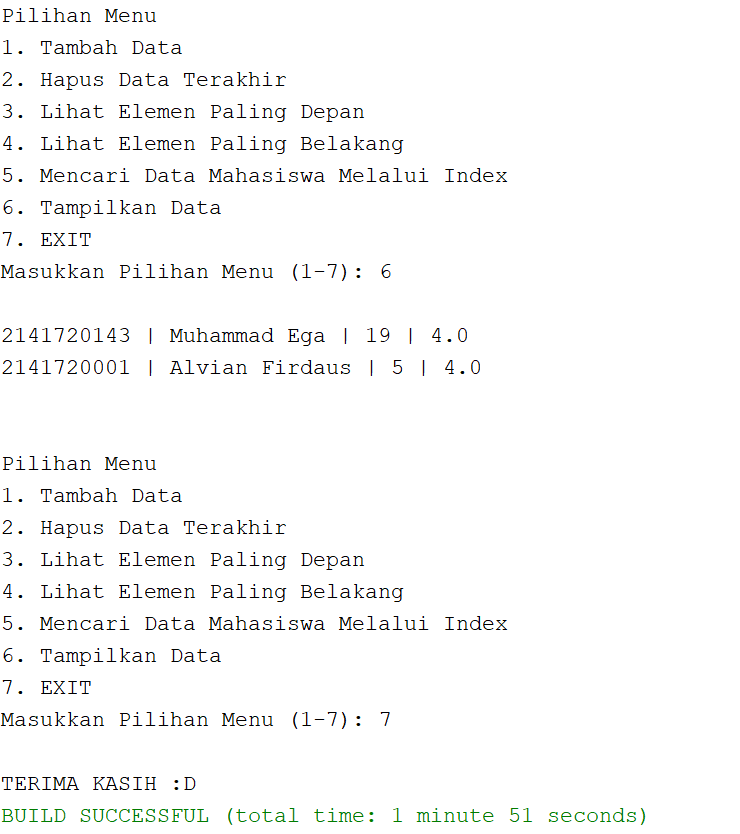 Pilihan Menu
1. Tambah Data
2. Hapus Data Terakhir
3. Lihat Elemen Paling Depan
4. Lihat Elemen Paling Belakang
5. Mencari Data Mahasiswa Melalui Index
6. Tampilkan Data
7. EXIT
Masukkan Pilihan Menu (1-7): 6
2141720143 | Muhammad Ega | 19 | 4.0
2141720001 | Alvian Firdaus | 5 | 4.0
Pilihan Menu
1. Tambah Data
2. Hapus Data Terakhir
3. Lihat Elemen Paling Depan
4. Lihat Elemen Paling Belakang
5. Mencari Data Mahasiswa Melalui Index
6. Tampilkan Data
7. EXIT
Masukkan Pilihan Menu (1-7): 7
TERIMA KASIH :D
BUILD SUCCESSFUL (total time: 1 minute 51 seconds)